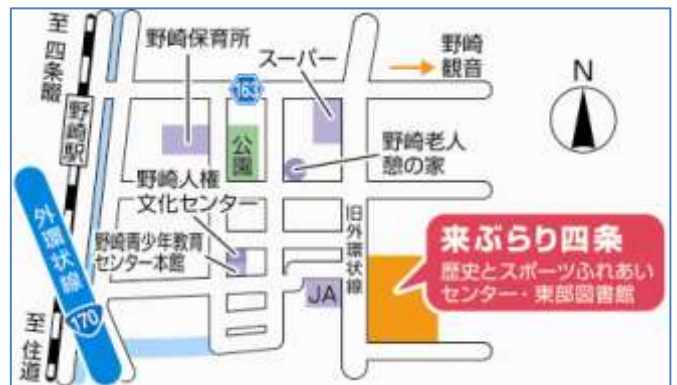 至
四条畷
野崎駅
外環状線
170
至
住道
野崎保育所
163
スーパー
野崎
観音
N
公園
野崎老人
憩の家
野崎人権
文化センター
野崎青少年教育
センター本館
旧外環状線
JA
来ぶらり四条
歴史とスポーツふれあい
センター・東部図書館